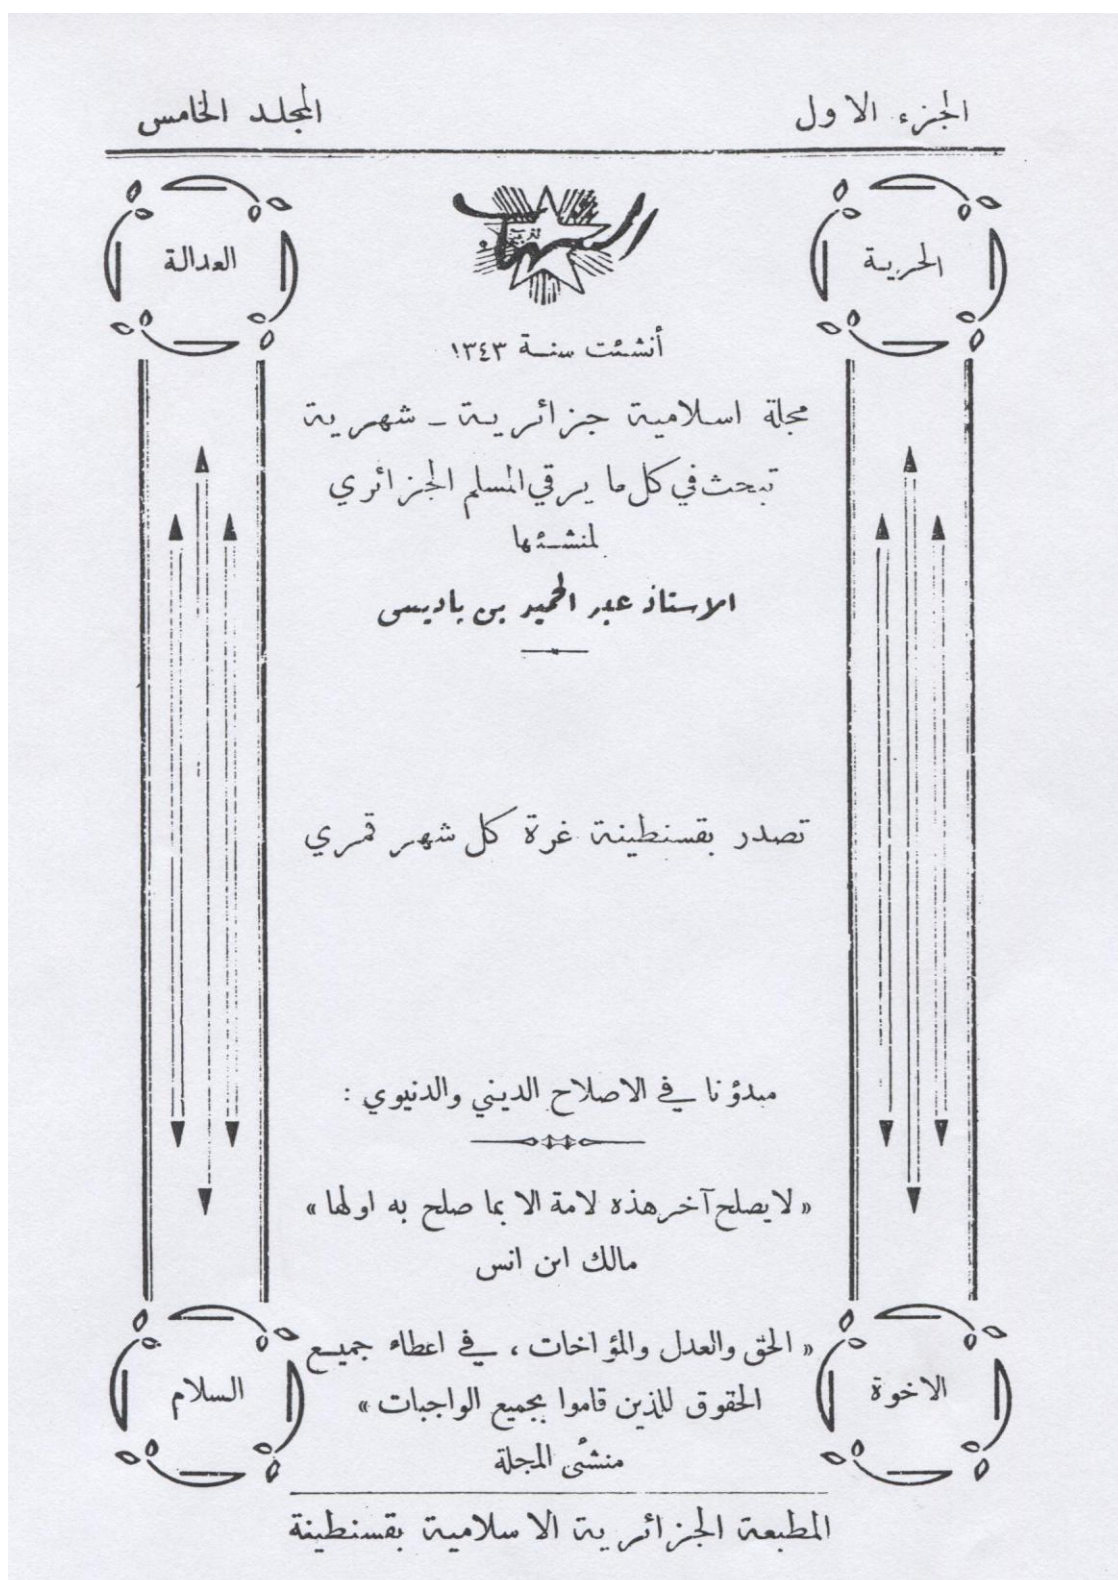 الجزء الاول
المجلد الخامس
الحرية
الشهاب
العدالة
أنشئت سنة ١٣٤٣
مجلة اسلامية جزائرية ـ شهرية
تبحث في كل ما يرقي المسلم الجزائري
لمنشئها
الاستاذ عبد الحميد بن باديس
تصدر بقسنطينة غرة كل شهر قمري
مبدؤنا في الاصلاح الديني والدنيوي :
« لا يصلح آخر هذه لامة الا بما صلح به اولها »
مالك ابن انس
« الحق والعدل والمؤاخات ، في اعطاء جميع
الحقوق للذين قاموا بجميع الواجبات »
منشئى المجلة
الاخوة
السلام
المطبعة الجزائرية الاسلامية بقسنطينة